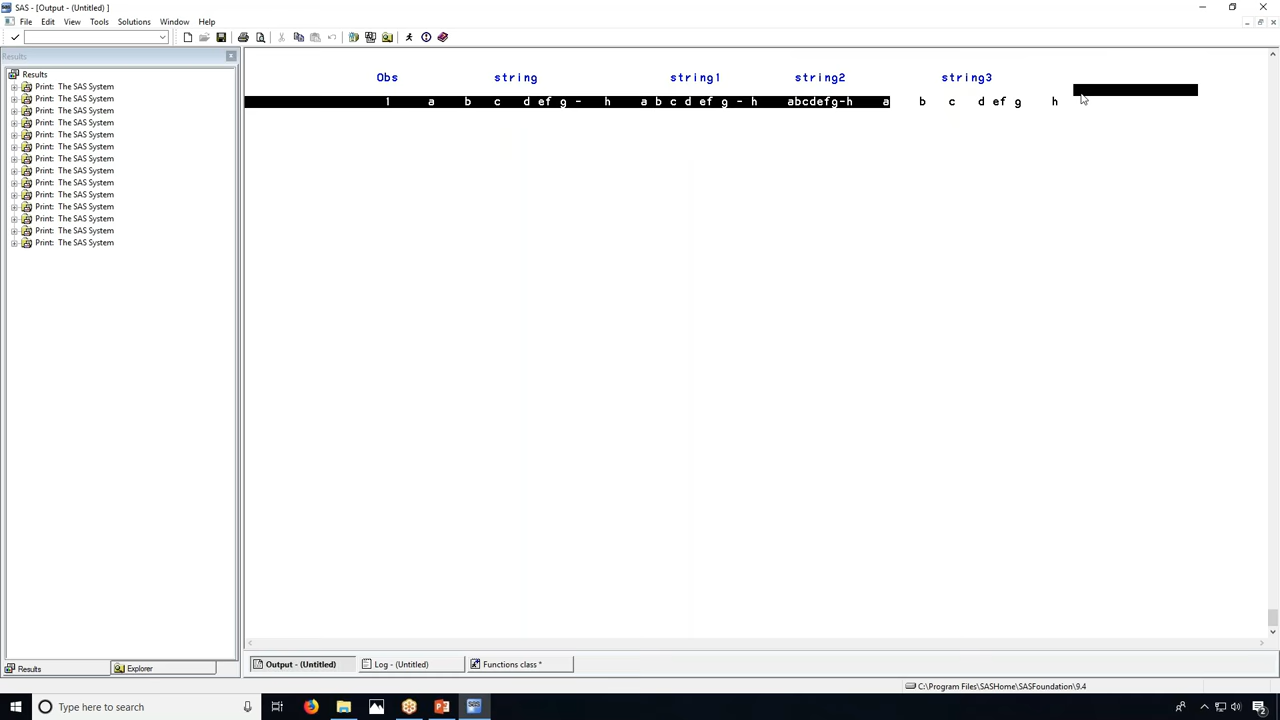 SAS - [Output - (Untitled) ]
File Edit View Tools Solutions Window Help
Results
Results
Print: The SAS System
Print: The SAS System
Print: The SAS System
Print: The SAS System
Print: The SAS System
Print: The SAS System
Print: The SAS System
Print: The SAS System
Print: The SAS System
Print: The SAS System
Print: The SAS System
Print: The SAS System
Print: The SAS System
Print: The SAS System
Obs string string1 string2 string3
1 a b c d ef g - h a b c d ef g - h abcdefg-h a b c d ef g h
Results Explorer
Output - (Untitled) Log - (Untitled) Functions class *
C:\Program Files\SASHome\SASFoundation\9.4
Type here to search
2